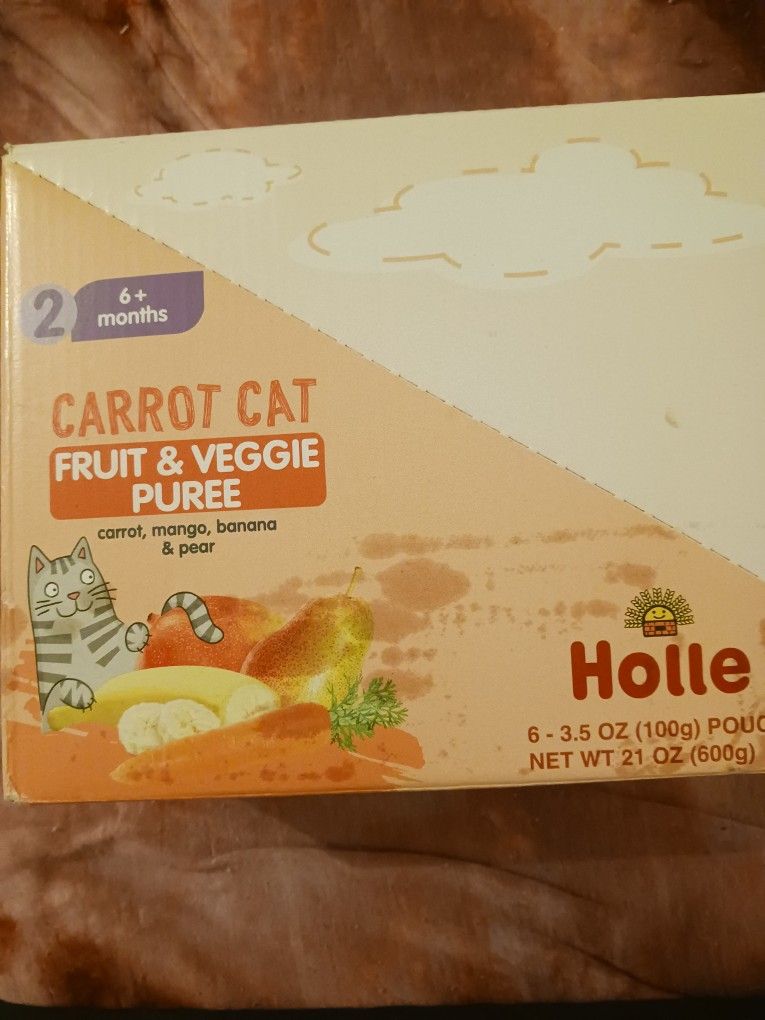 2
6+
months
CARROT CAT
FRUIT & VEGGIE
PUREE
carrot, mango, banana
& pear
Holle
6 - 3.5 OZ (100g) POUC
NET WT 21 OZ (600g)